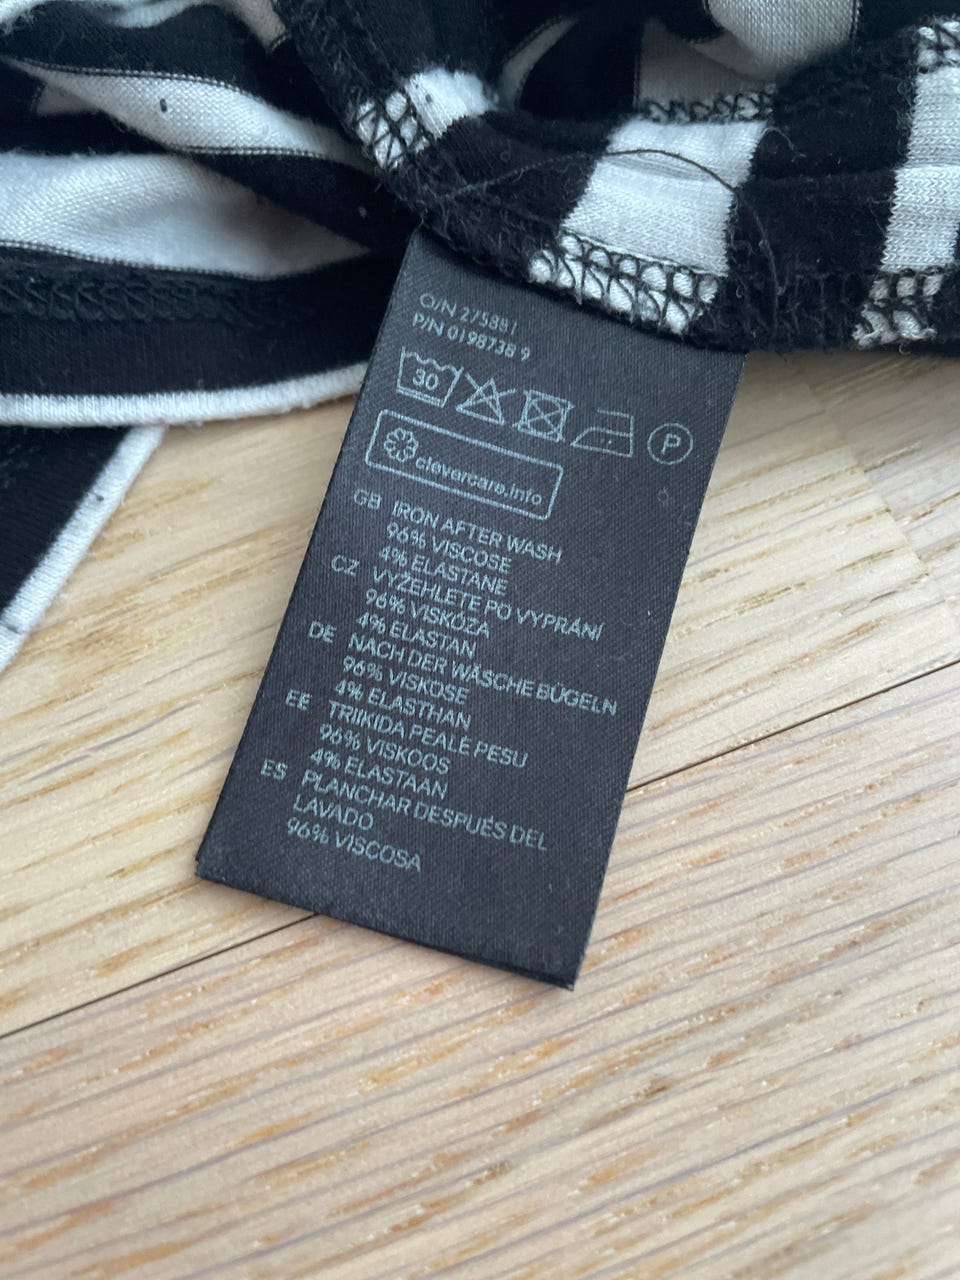 O/N 275881
P/N 0198738 9
30
P
clevercare.info
GB IRON AFTER WASH
96% VISCOSE
4% ELASTANE
CZ VYŽEHLETE PO VYPRÁNÍ
96% VISKÓZA
4% ELASTAN
DE NACH DER WÄSCHE BÜGELN
96% VISKOSE
4% ELASTHAN
EE TRIIKIDA PEALE PESU
96% VISKOOS
4% ELASTAAN
ES PLANCHAR DESPUÉS DEL
LAVADO
96% VISCOSA